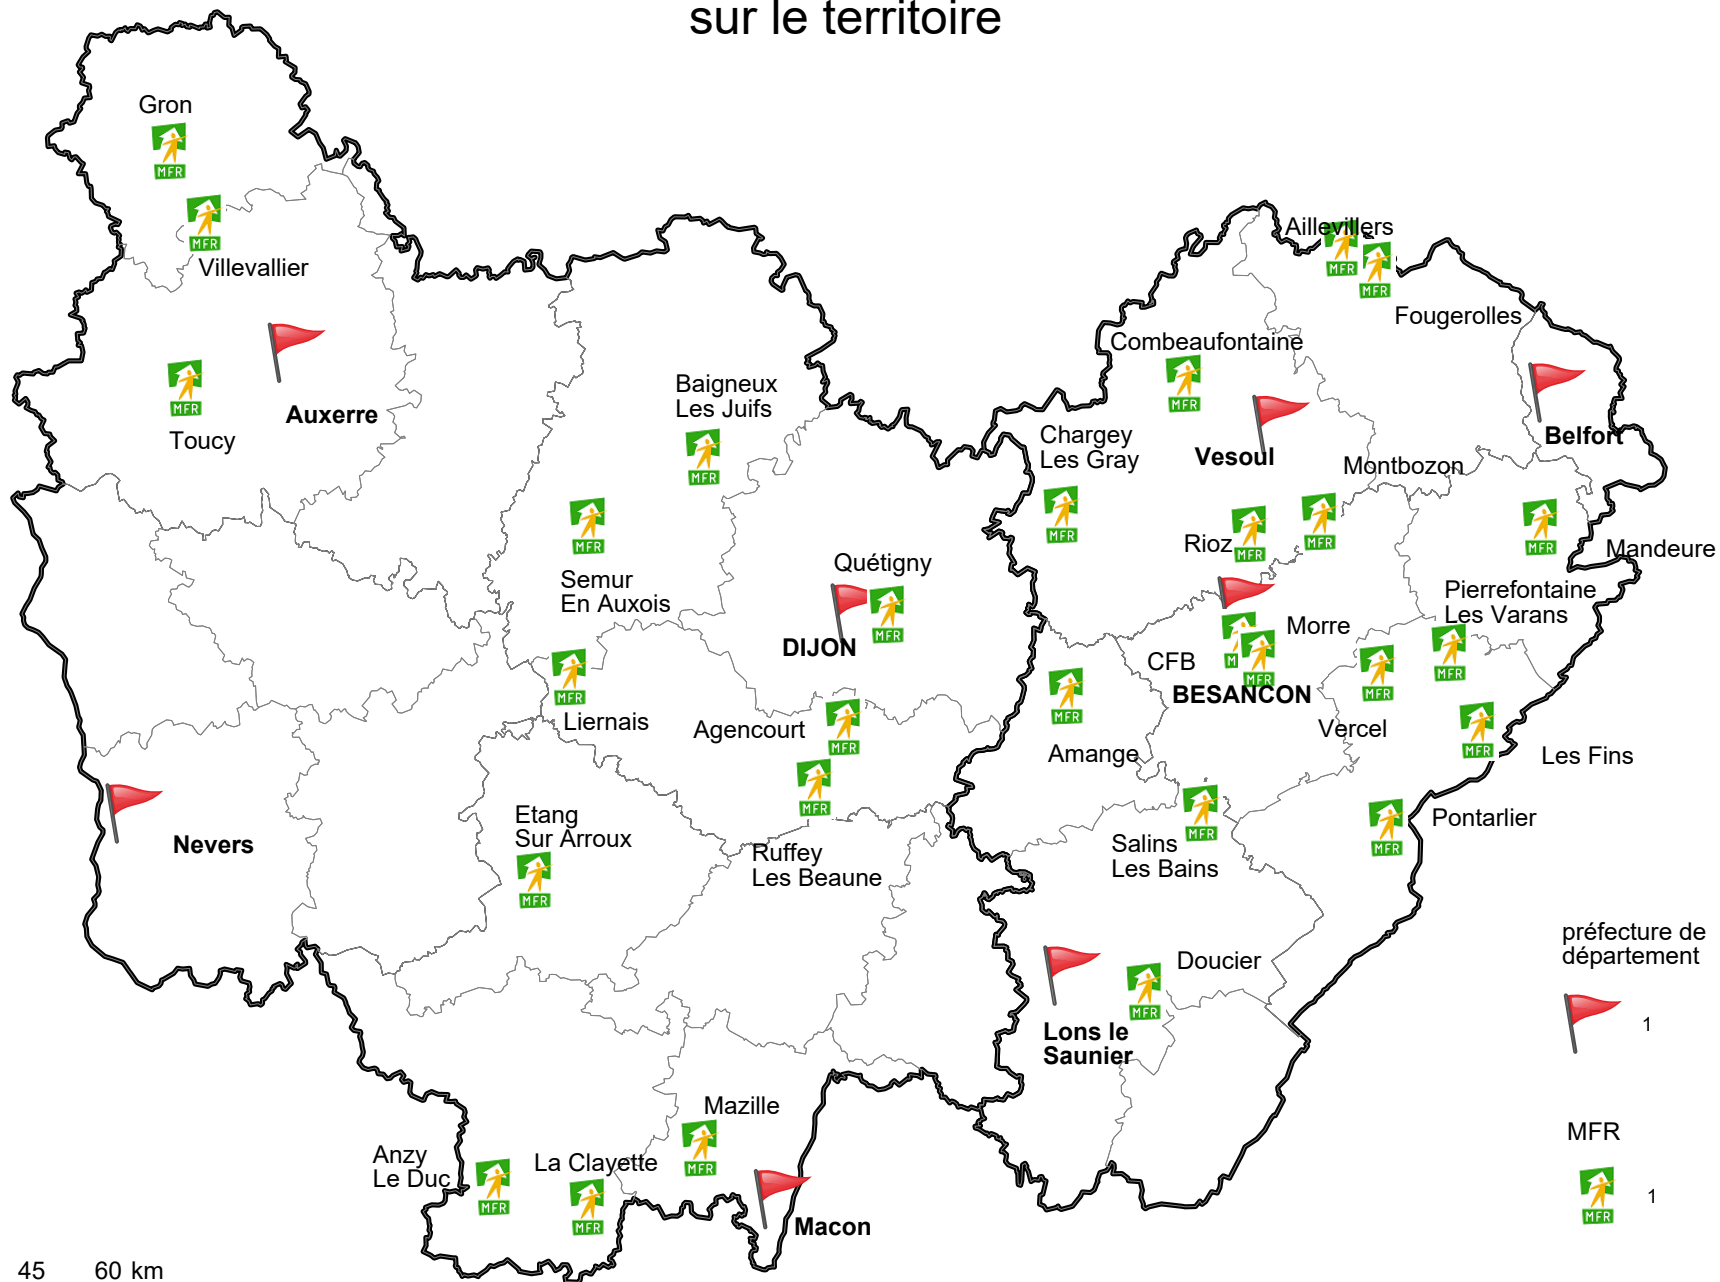 sur le territoire
Gron
MFR
MFR
Villevallier
Aillevillers
MFR
MFR
Fougerolles
Combeaufontaine
MFR
Auxerre
MFR
Toucy
Baigneux
Les Juifs
MFR
Chargey
Les Gray
MFR
Vesoul
Belfort
Montbozon
MFR
Rioz
MFR
MFR
Mandeure
Semur
En Auxois
MFR
Quétigny
MFR
DIJON
Pierrefontaine
Les Varans
MFR
Morre
CFB
M
MFR
BESANCON
MFR
Vercel
MFR
Liernais
Agencourt
MFR
MFR
Amange
MFR
MFR
Les Fins
Nevers
Etang
Sur Arroux
MFR
Ruffey
Les Beaune
Salins
Les Bains
MFR
Pontarlier
MFR
Doucier
MFR
Lons le
Saunier
préfecture de
département
1
Mazille
MFR
Anzy
Le Duc
MFR
La Clayette
MFR
Macon
MFR
MFR
1
45 60 km